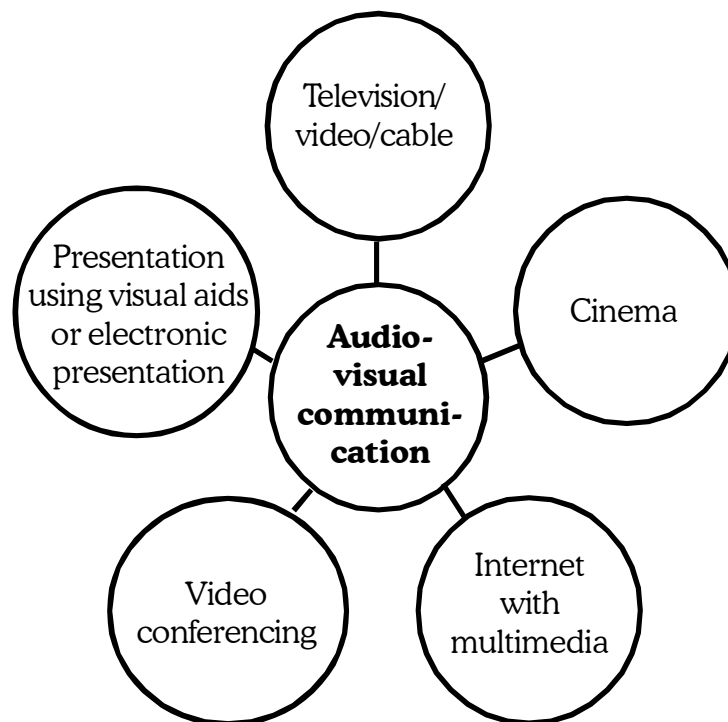 Television/
video/cable
Presentation
using visual aids
or electronic
presentation
Cinema
Audio-
visual
communi-
cation
Video
conferencing
Internet
with
multimedia